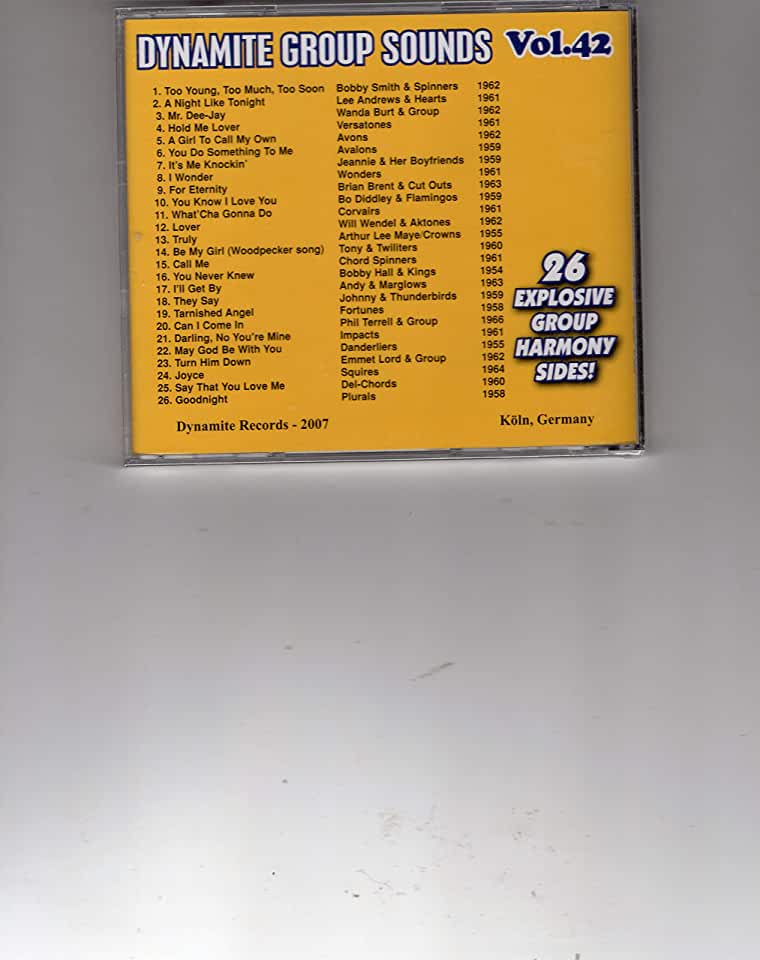 DYNAMITE GROUP SOUNDS Vol.42
1. Too Young, Too Much, Too Soon Bobby Smith & Spinners 1962
2. A Night Like Tonight Lee Andrews & Hearts 1961
3. Mr. Dee-Jay Wanda Burt & Group 1962
4. Hold Me Lover Versatones 1961
5. A Girl To Call My Own Avons 1962
6. You Do Something To Me Avalons 1959
7. It's Me Knockin' Jeannie & Her Boyfriends 1959
8. I Wonder Wonders 1961
9. For Eternity Brian Brent & Cut Outs 1963
10. You Know I Love You Bo Diddley & Flamingos 1959
11. What'Cha Gonna Do Corvairs 1961
12. Lover Will Wendel & Aktones 1962
13. Truly Arthur Lee Maye/Crowns 1955
14. Be My Girl (Woodpecker song) Tony & Twiliters 1960
15. Call Me Chord Spinners 1961
16. You Never Knew Bobby Hall & Kings 1954
17. I'll Get By Andy & Marglows 1963
18. They Say Johnny & Thunderbirds 1959
19. Tarnished Angel Fortunes 1958
20. Can I Come In Phil Terrell & Group 1966
21. Darling, No You're Mine Impacts 1961
22. May God Be With You Danderliers 1955
23. Turn Him Down Emmet Lord & Group 1962
24. Joyce Squires 1964
25. Say That You Love Me Del-Chords 1960
26. Goodnight Plurals 1958
26
EXPLOSIVE
GROUP
HARMONY
SIDES!
Dynamite Records - 2007 Köln, Germany